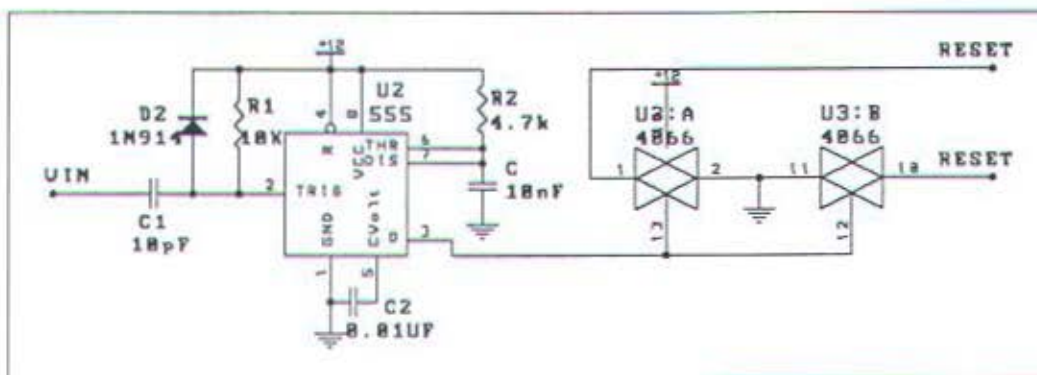 +12
RESET
+12
U2
555
R2
4.7k
D2
1N914
R1
10K
4
8
THR
6
VCC
DIS
7
R
C
10nF
VIN
C1
10pF
2
TRIG
GND
CVolt
Q
3
1
5
C2
0.01UF
:A
4066
1
2
13
U3:B
4066
11
10
12
RESET